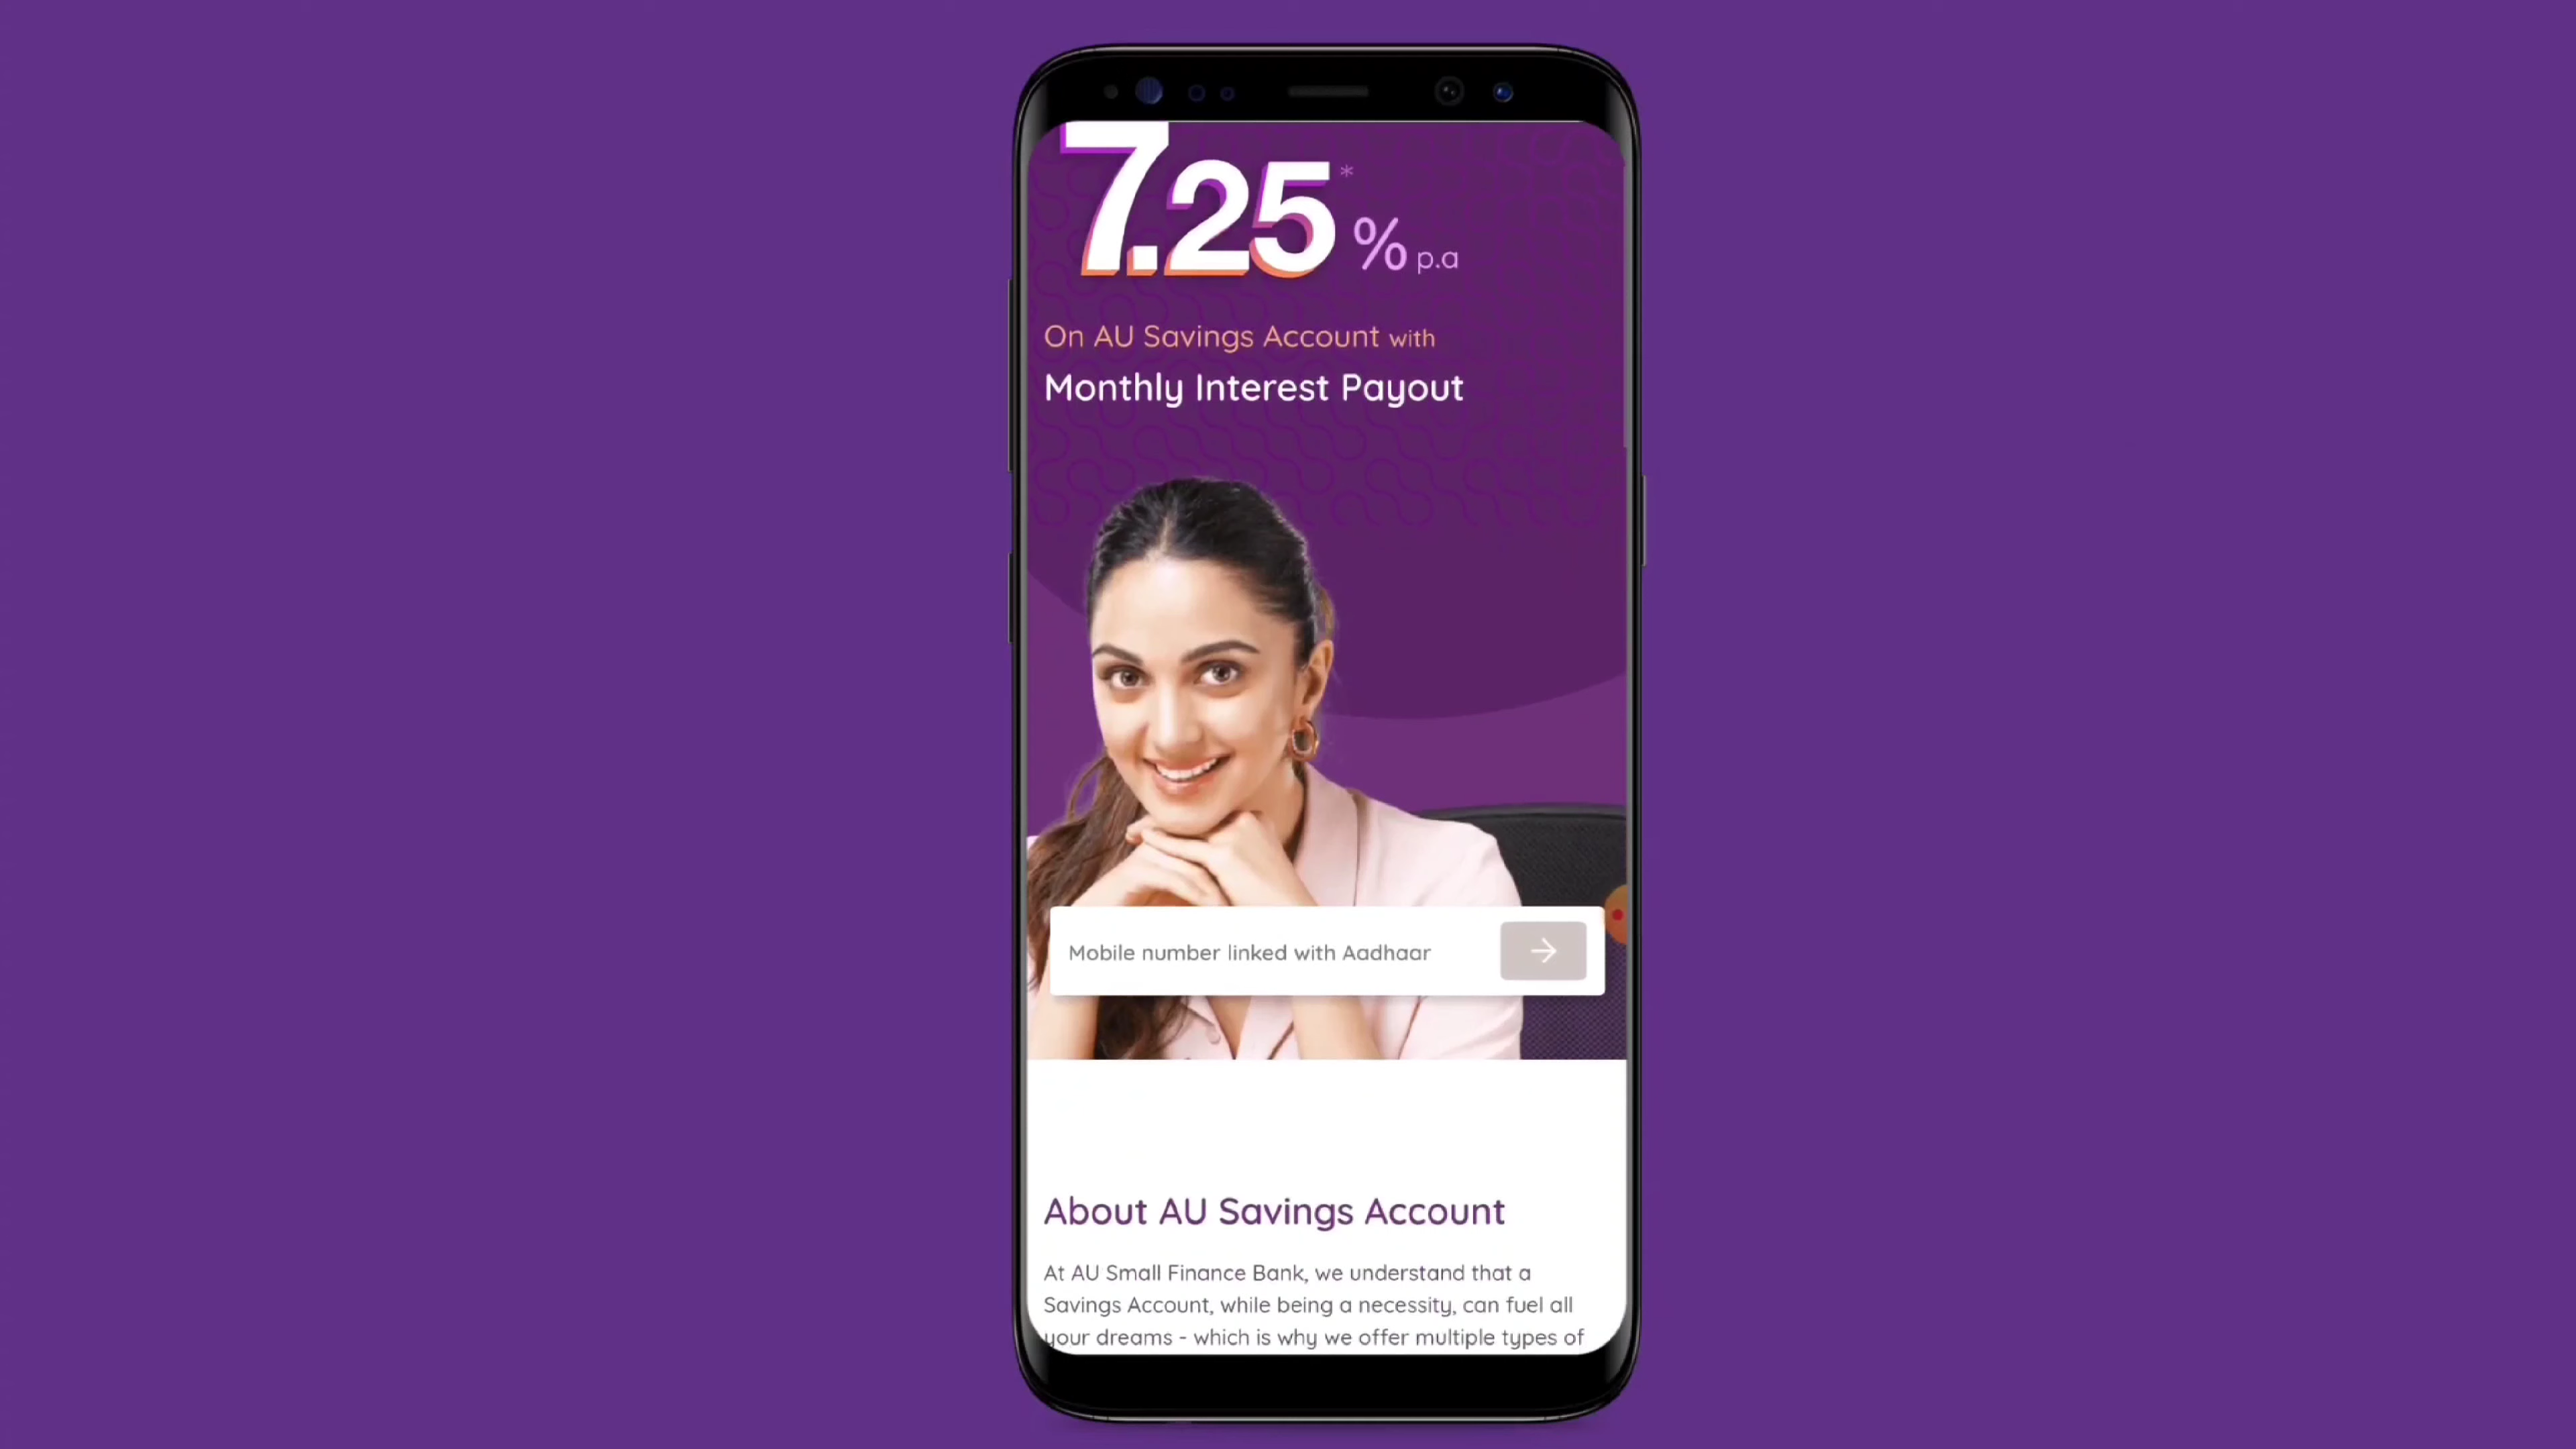 7.25*% p.a
On AU Savings Account with
Monthly Interest Payout
Mobile number linked with Aadhaar
About AU Savings Account
At AU Small Finance Bank, we understand that a
Savings Account, while being a necessity, can fuel all
your dreams - which is why we offer multiple types of